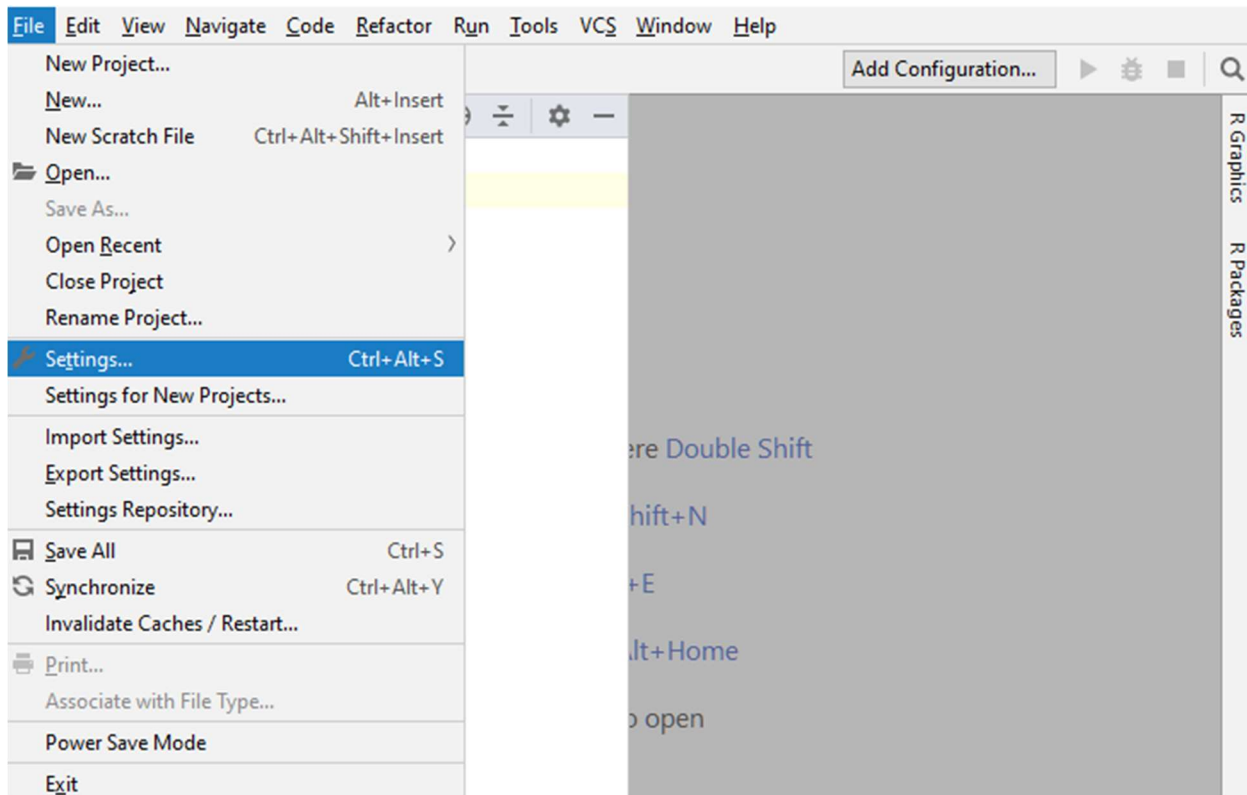 File Edit View Navigate Code Refactor Run Tools VCS Window Help
New Project...
New... Alt+Insert
New Scratch File Ctrl+Alt+Shift+Insert
Open...
Save As...
Open Recent
Close Project
Rename Project...
Settings... Ctrl+Alt+S
Settings for New Projects...
Import Settings...
Export Settings...
Settings Repository...
Save All Ctrl+S
Synchronize Ctrl+Alt+Y
Invalidate Caches / Restart...
Print...
Associate with File Type...
Power Save Mode
Exit
Add Configuration...
ere Double Shift
hift+N
+E
lt+Home
o open
R Graphics
R Packages